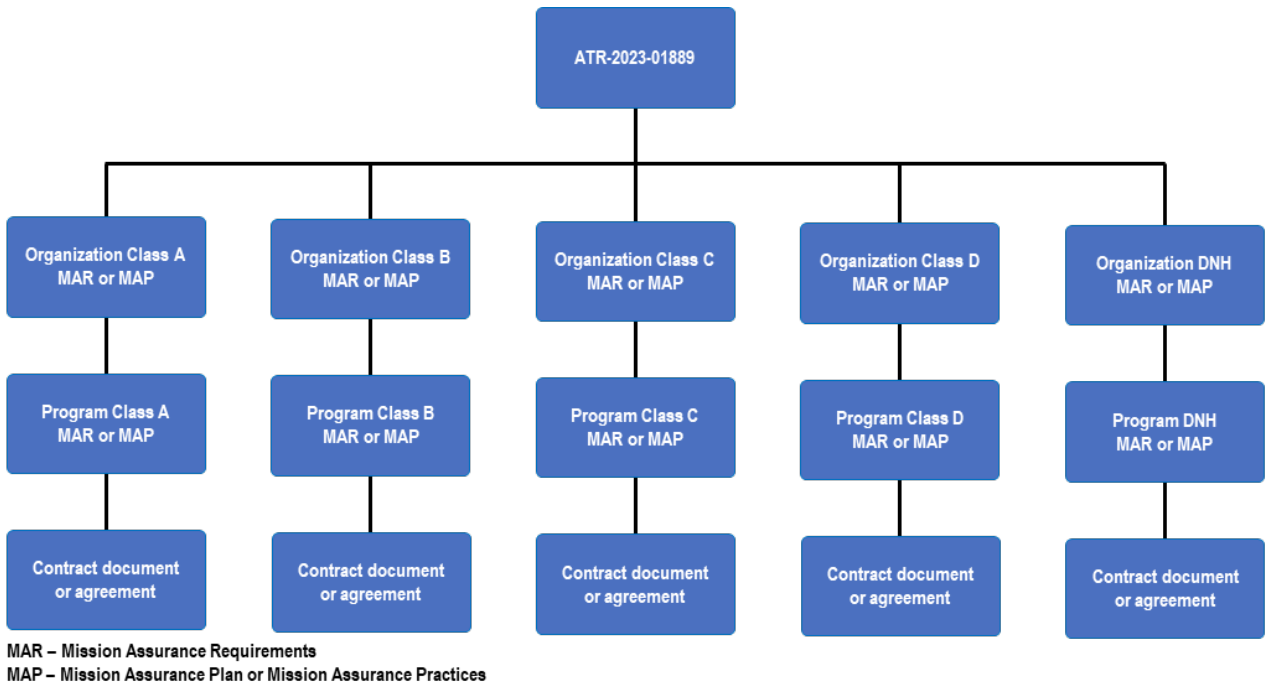 ATR-2023-01889
Organization Class A
MAR or MAP
Organization Class B
MAR or MAP
Organization Class C
MAR or MAP
Organization Class D
MAR or MAP
Organization DNH
MAR or MAP
Program Class A
MAR or MAP
Program Class B
MAR or MAP
Program Class C
MAR or MAP
Program Class D
MAR or MAP
Program DNH
MAR or MAP
Contract document
or agreement
Contract document
or agreement
Contract document
or agreement
Contract document
or agreement
Contract document
or agreement
MAR – Mission Assurance Requirements
MAP – Mission Assurance Plan or Mission Assurance Practices